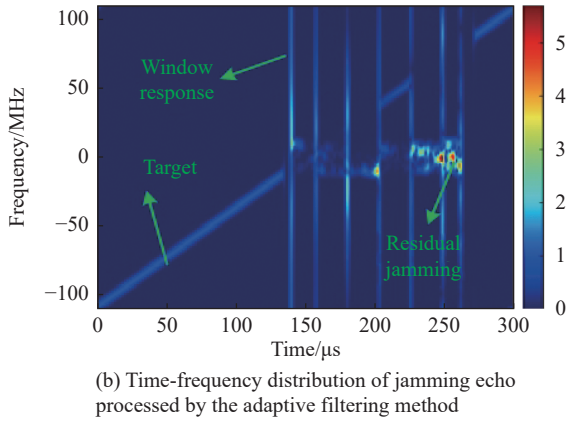 100
50
0
−50
−100
Frequency/MHz
Window
response
Target
Residual
jamming
5
4
3
2
1
0
0 50 100 150 200 250 300
Time/μs
(b) Time-frequency distribution of jamming echo
processed by the adaptive filtering method